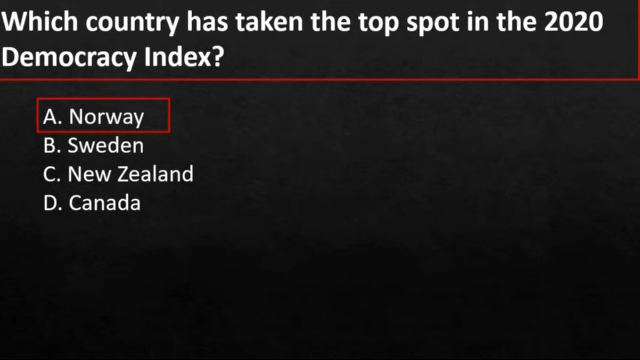 Which country has taken the top spot in the 2020
Democracy Index?
A. Norway
B. Sweden
C. New Zealand
D. Canada